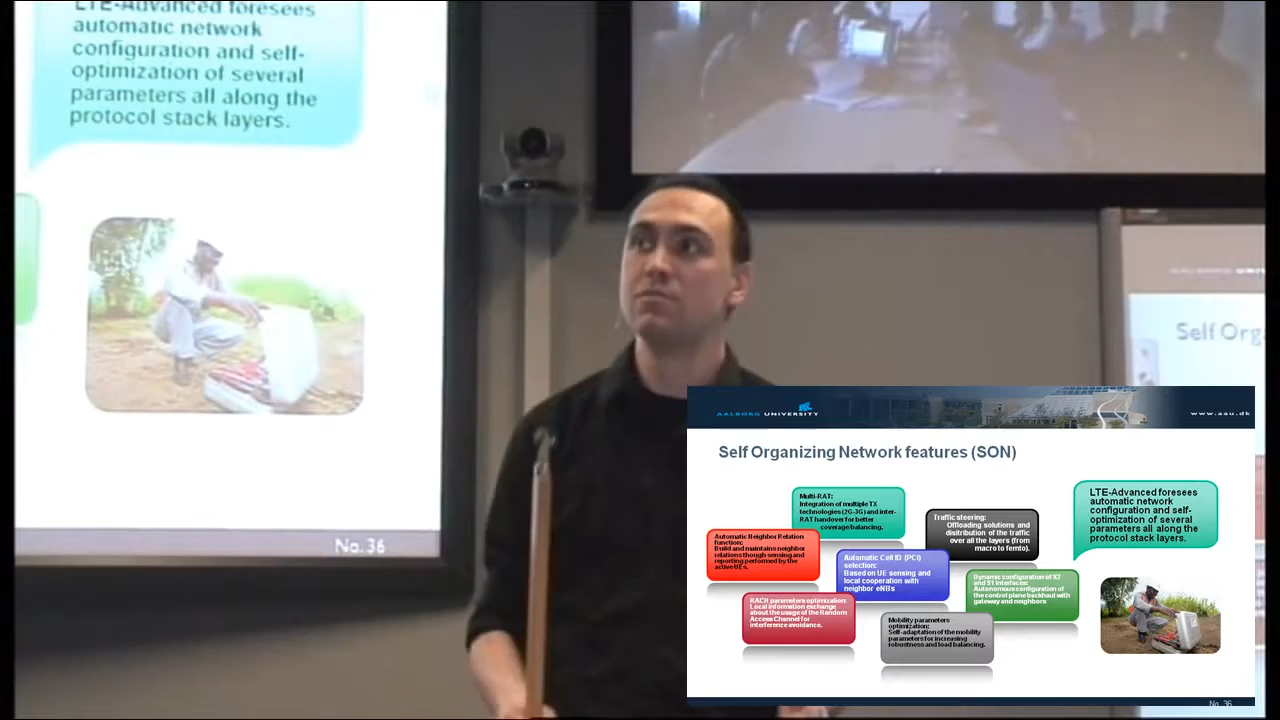 LTE-Advanced foresees
automatic network
configuration and self-
optimization of several
parameters all along the
protocol stack layers.
No.36
AALBORG UNIVERSITY
Self Org
AALBORG UNIVERSITY
www.aau.dk
Self Organizing Network features (SON)
Multi-RAT:
Integration of multiple TX
technologies (2G-3G) and inter-
RAT handover for better
coverage balancing.
Traffic steering:
Offloading solutions and
distribution of the traffic
over all the layers (from
macro to femto).
LTE-Advanced foresees
automatic network
configuration and self-
optimization of several
parameters all along the
protocol stack layers.
Automatic Neighbor Relation
function:
Build and maintains neighbor
relations though sensing and
reporting performed by the
active UEs.
Automatic Cell ID (PCI)
selection:
Based on UE sensing and
local cooperation with
neighbor eNBs
Dynamic configuration of X2
and S1 interfaces:
Autonomous configuration of
the control plane backhaul with
gateway and neighbors
RACH parameters optimization:
Local information exchange
about the usage of the Random
Access Channel for
interference avoidance.
Mobility parameters
optimization:
Self-adaptation of the mobility
parameters for increasing
robustness and load balancing.
No. 36